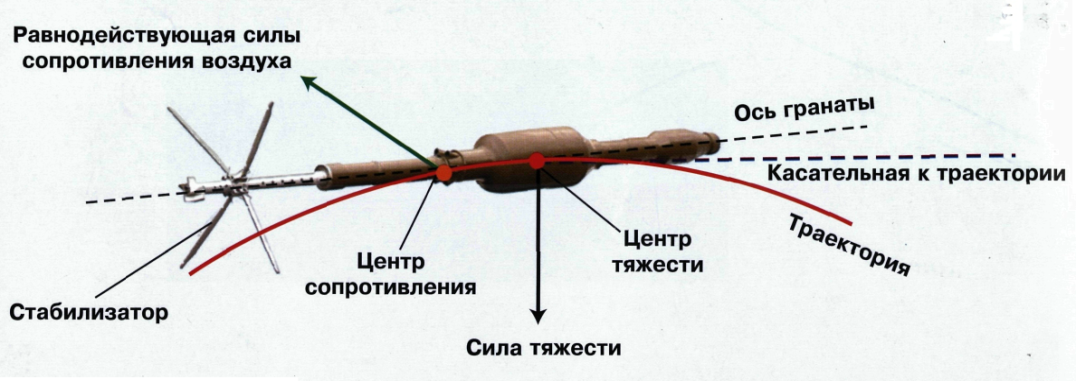 Равнодействующая силы
сопротивления воздуха
Ось гранаты
Касательная к траектории
Траектория
Центр
тяжести
Центр
сопротивления
Стабилизатор
Сила тяжести